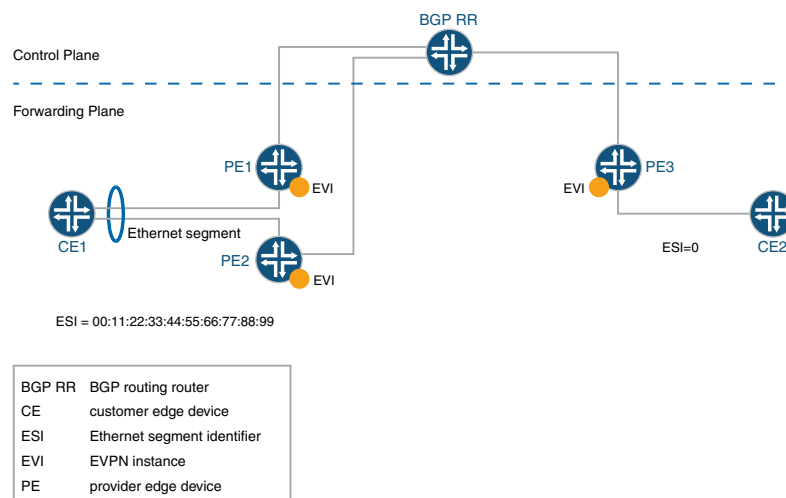 BGP RR
Control Plane
Forwarding Plane
PE1
EVI
PE3
EVI
Ethernet segment
CE1
PE2
EVI
ESI=0
CE2
ESI = 00:11:22:33:44:55:66:77:88:99
BGP RR BGP routing router
CE customer edge device
ESI Ethernet segment identifier
EVI EVPN instance
PE provider edge device